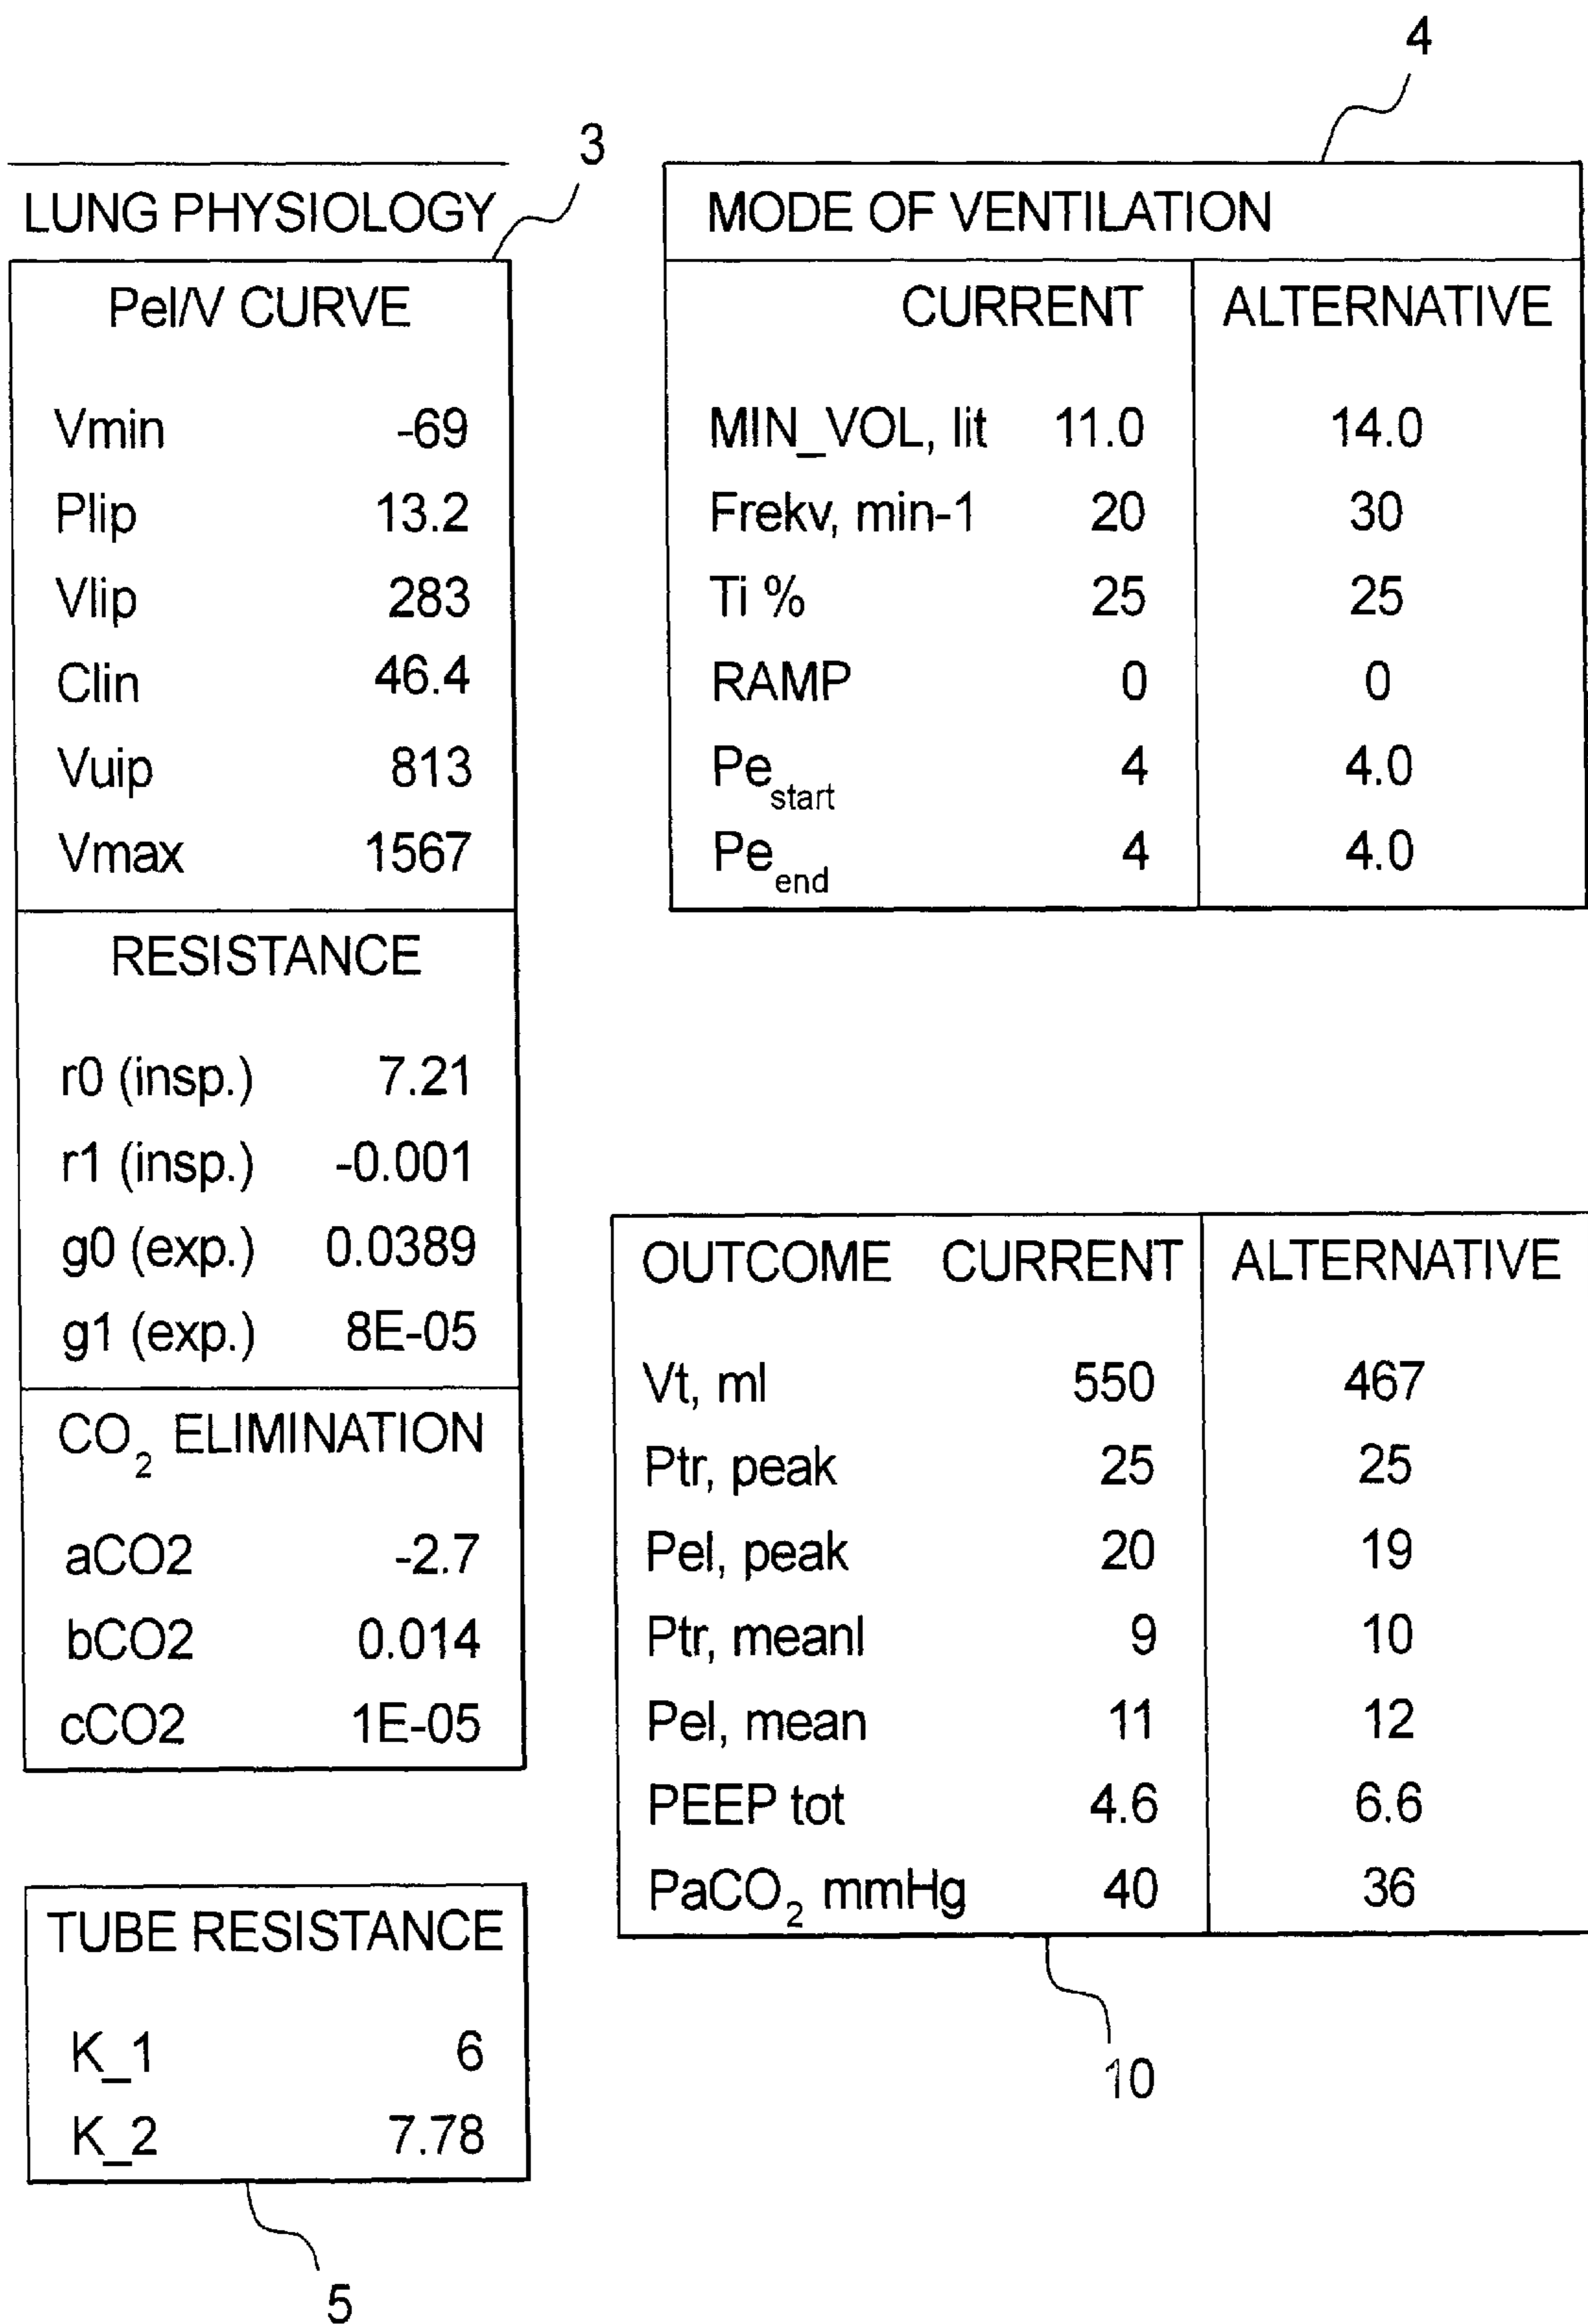 4
3
LUNG PHYSIOLOGY
Pel/V CURVE
Vmin -69
Plip 13.2
Vlip 283
Clin 46.4
Vuip 813
Vmax 1567
RESISTANCE
r0 (insp.) 7.21
r1 (insp.) -0.001
g0 (exp.) 0.0389
g1 (exp.) 8E-05
CO₂ ELIMINATION
aCO2 -2.7
bCO2 0.014
cCO2 1E-05
TUBE RESISTANCE
K_1 6
K_2 7.78
5
MODE OF VENTILATION
CURRENT ALTERNATIVE
MIN_VOL, lit 11.0 14.0
Frekv, min-1 20 30
Ti % 25 25
RAMP 0 0
Pe start 4 4.0
Pe end 4 4.0
OUTCOME CURRENT ALTERNATIVE
Vt, ml 550 467
Ptr, peak 25 25
Pel, peak 20 19
Ptr, meanl 9 10
Pel, mean 11 12
PEEP tot 4.6 6.6
PaCO₂ mmHg 40 36
10